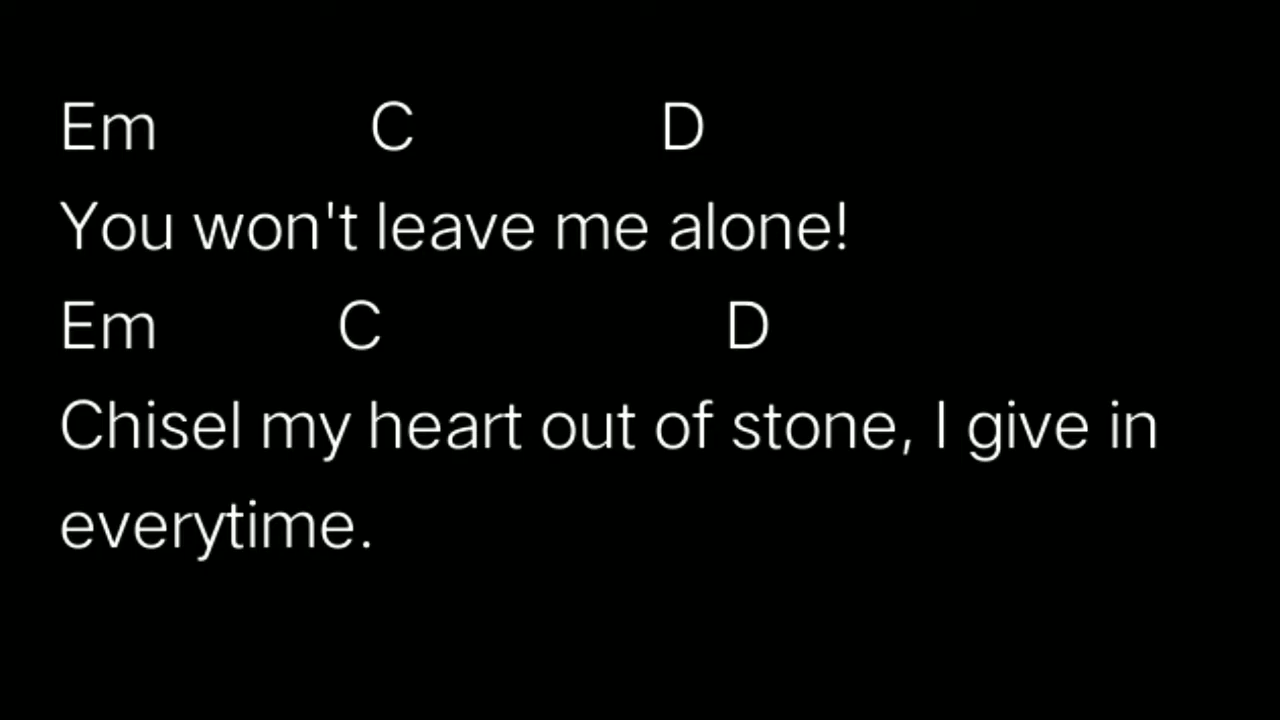 Em C D
You won't leave me alone!
Em C D
Chisel my heart out of stone, I give in
everytime.